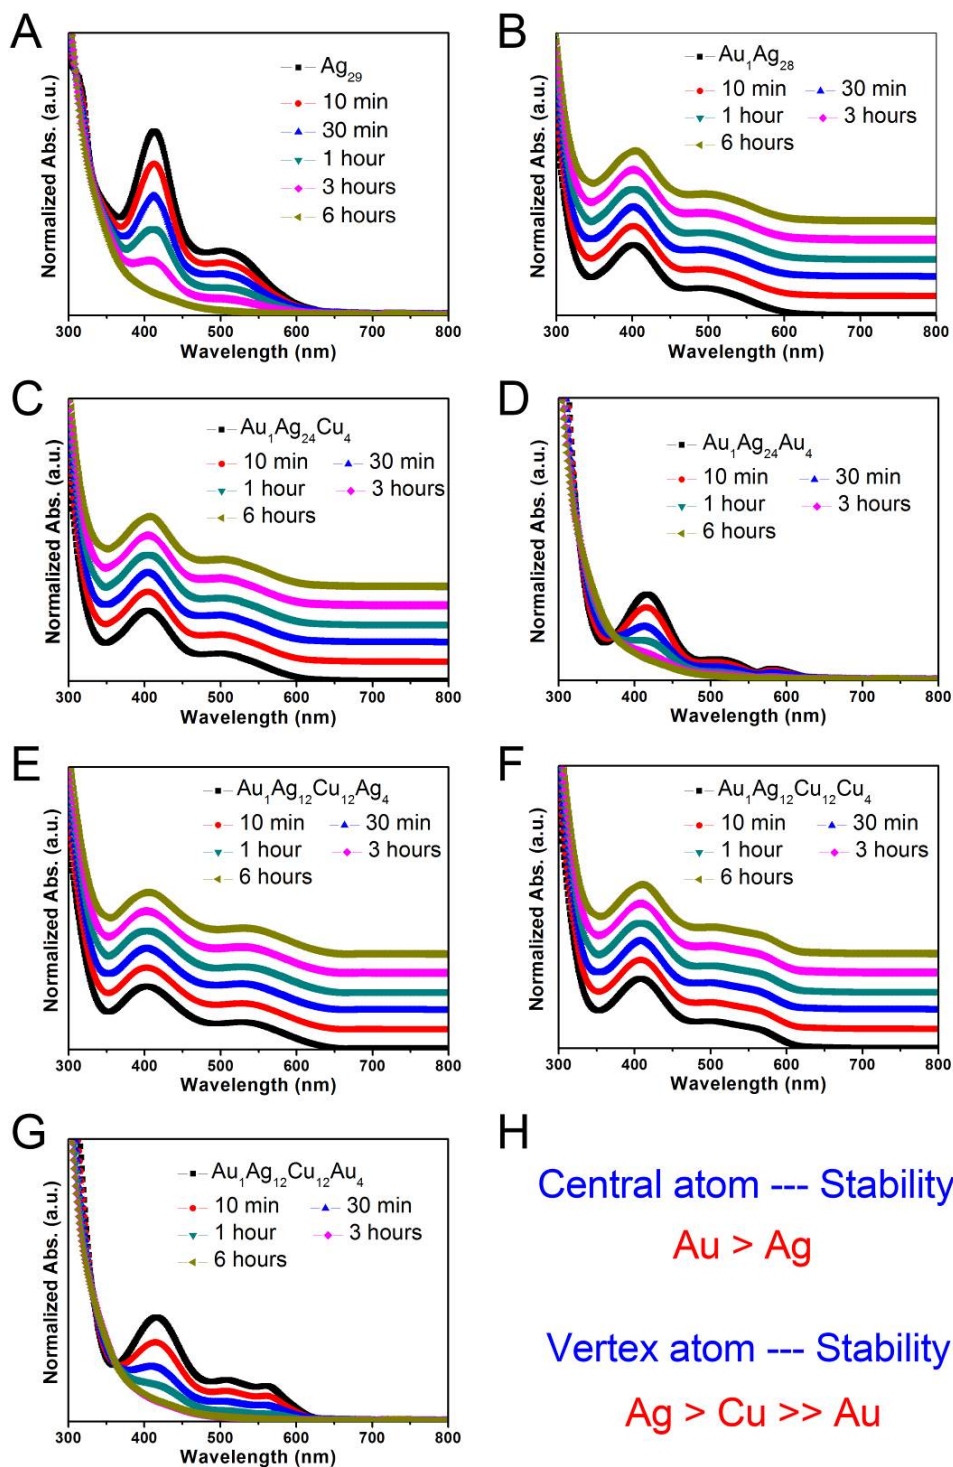 A
Normalized Abs. (a.u.)
Ag29
10 min
30 min
1 hour
3 hours
6 hours
300 400 500 600 700 800
Wavelength (nm)
B
Normalized Abs. (a.u.)
Au1Ag28
10 min 30 min
1 hour 3 hours
6 hours
300 400 500 600 700 800
Wavelength (nm)
C
Normalized Abs. (a.u.)
Au1Ag24Cu4
10 min 30 min
1 hour 3 hours
6 hours
300 400 500 600 700 800
Wavelength (nm)
D
Normalized Abs. (a.u.)
Au1Ag24Au4
10 min 30 min
1 hour 3 hours
6 hours
300 400 500 600 700 800
Wavelength (nm)
E
Normalized Abs. (a.u.)
Au1Ag12Cu12Ag4
10 min 30 min
1 hour 3 hours
6 hours
300 400 500 600 700 800
Wavelength (nm)
F
Normalized Abs. (a.u.)
Au1Ag12Cu12Cu4
10 min 30 min
1 hour 3 hours
6 hours
300 400 500 600 700 800
Wavelength (nm)
G
Normalized Abs. (a.u.)
Au1Ag12Cu12Au4
10 min 30 min
1 hour 3 hours
6 hours
300 400 500 600 700 800
Wavelength (nm)
H
Central atom --- Stability
Au > Ag
Vertex atom --- Stability
Ag > Cu >> Au